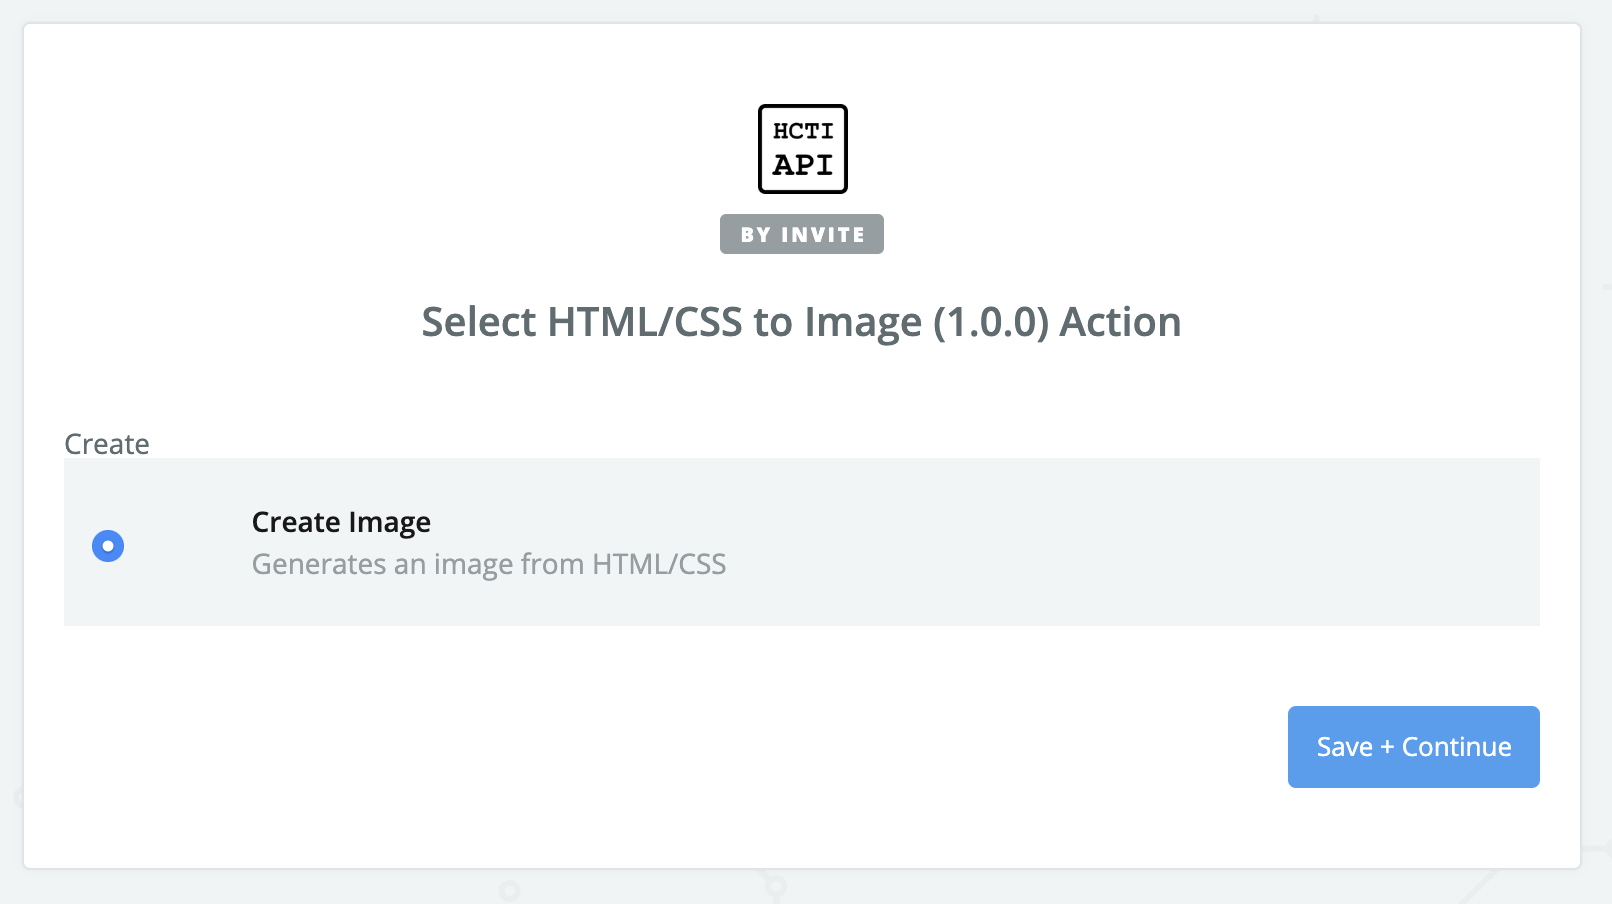 HCTI
API
BY INVITE
Select HTML/CSS to Image (1.0.0) Action
Create
Create Image
Generates an image from HTML/CSS
Save + Continue